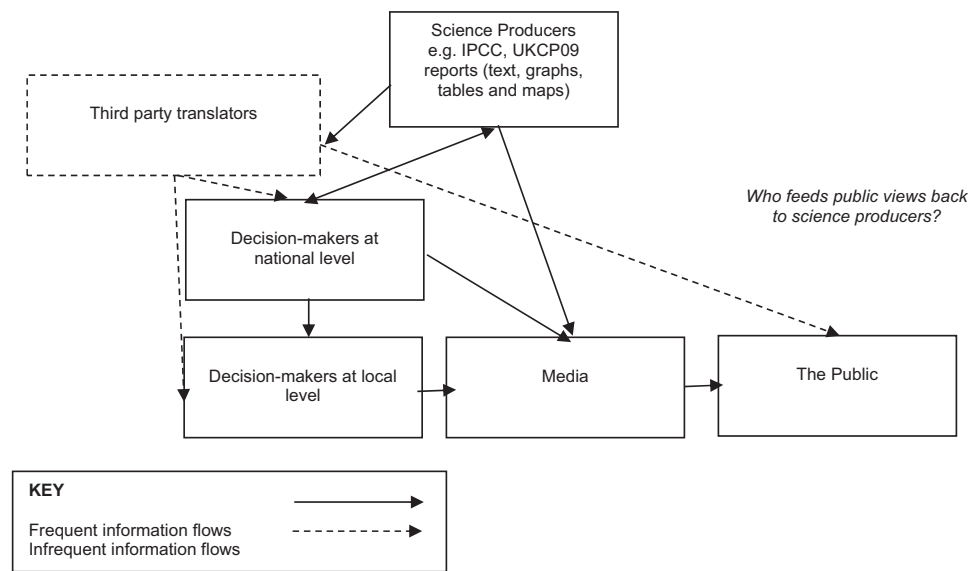 Science Producers
e.g. IPCC, UKCP09
reports (text, graphs,
tables and maps)
Third party translators
Who feeds public views back
to science producers?
Decision-makers at
national level
Decision-makers at local
level
Media
The Public
KEY
Frequent information flows
Infrequent information flows